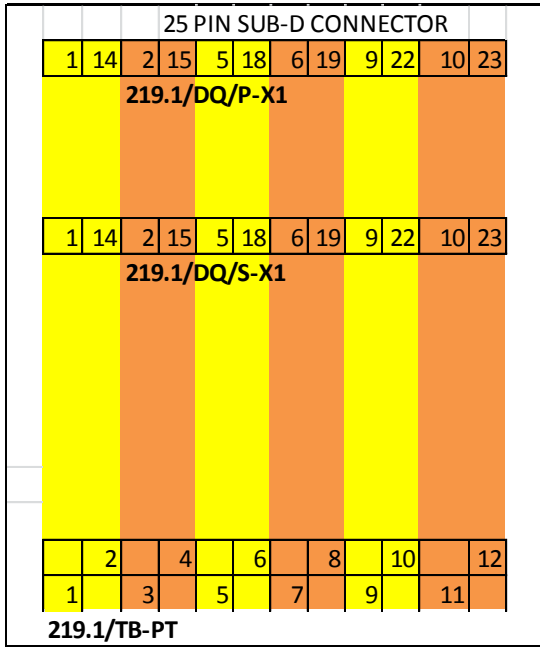 25 PIN SUB-D CONNECTOR
1 14 2 15 5 18 6 19 9 22 10 23
219.1/DQ/P-X1
1 14 2 15 5 18 6 19 9 22 10 23
219.1/DQ/S-X1
2 4 6 8 10 12
1 3 5 7 9 11
219.1/TB-PT